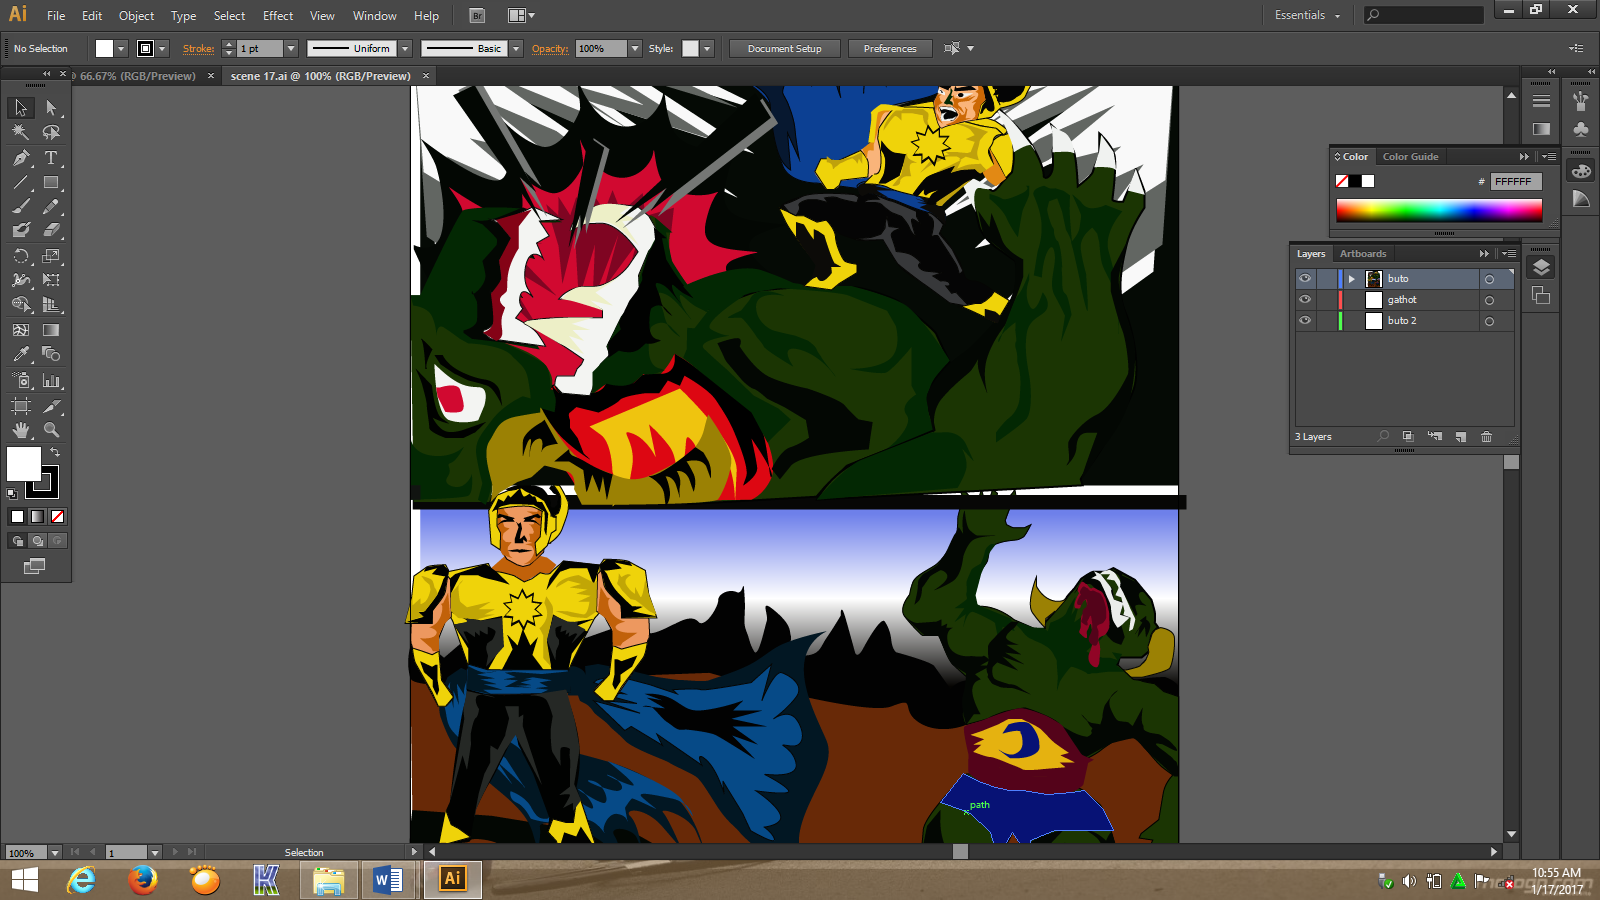 Ai File Edit Object Type Select Effect View Window Help Br Essentials
No Selection Stroke: 1 pt Uniform Basic Opacity: 100% Style: Document Setup Preferences
@ 66.67% (RGB/Preview) scene 17.ai @ 100% (RGB/Preview)
Color Color Guide
# FFFFFF
Layers Artboards
buto
gathot
buto 2
3 Layers
path
100% 1 Selection
Ai
10:55 AM
1/17/2017